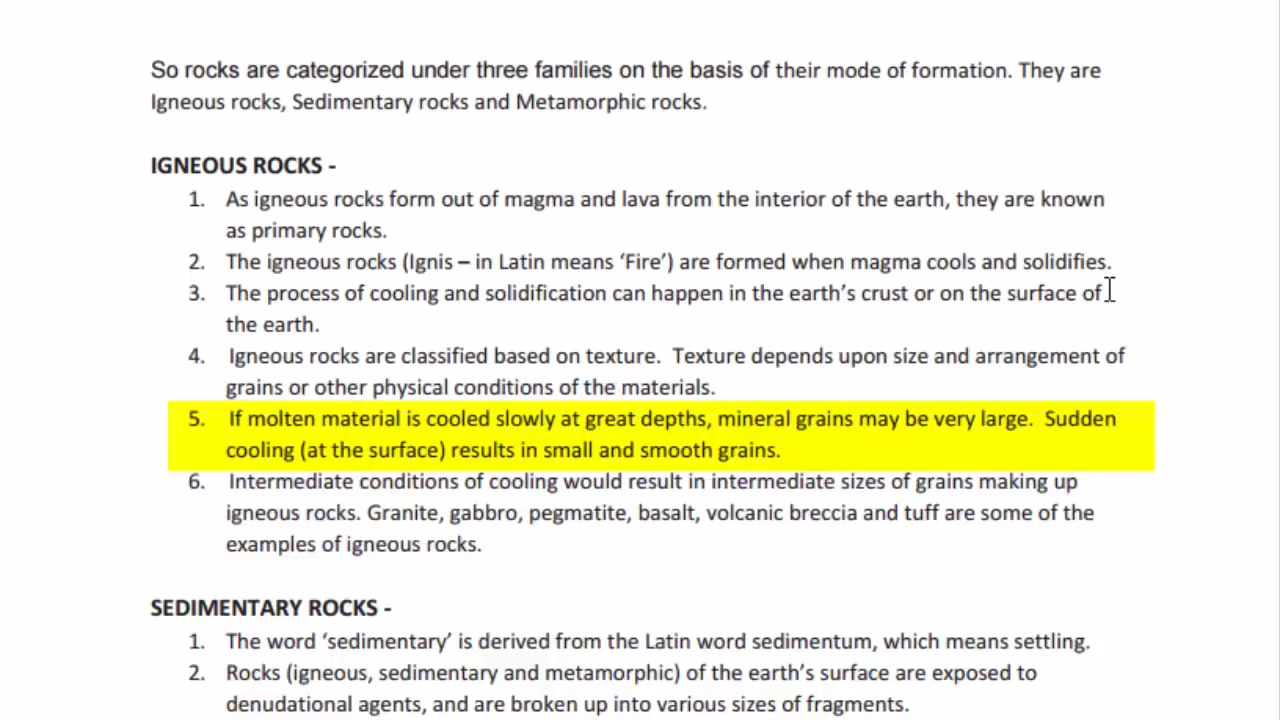 So rocks are categorized under three families on the basis of their mode of formation. They are
Igneous rocks, Sedimentary rocks and Metamorphic rocks.
IGNEOUS ROCKS -
1. As igneous rocks form out of magma and lava from the interior of the earth, they are known
as primary rocks.
2. The igneous rocks (Ignis – in Latin means ‘Fire’) are formed when magma cools and solidifies.
3. The process of cooling and solidification can happen in the earth’s crust or on the surface of
the earth.
4. Igneous rocks are classified based on texture. Texture depends upon size and arrangement of
grains or other physical conditions of the materials.
5. If molten material is cooled slowly at great depths, mineral grains may be very large. Sudden
cooling (at the surface) results in small and smooth grains.
6. Intermediate conditions of cooling would result in intermediate sizes of grains making up
igneous rocks. Granite, gabbro, pegmatite, basalt, volcanic breccia and tuff are some of the
examples of igneous rocks.
SEDIMENTARY ROCKS -
1. The word ‘sedimentary’ is derived from the Latin word sedimentum, which means settling.
2. Rocks (igneous, sedimentary and metamorphic) of the earth’s surface are exposed to
denudational agents, and are broken up into various sizes of fragments.